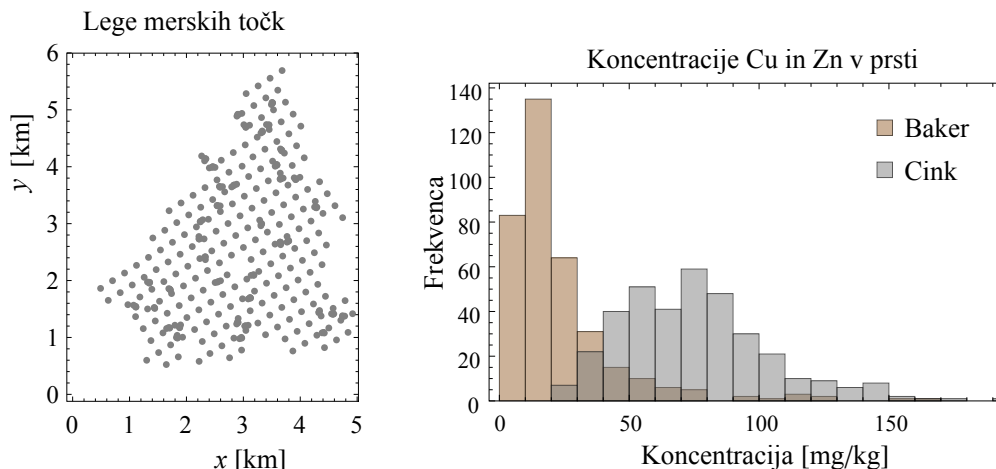 Lege merskih točk
6
5
4
3
2
1
0
y [km]
0 1 2 3 4 5
x [km]
Koncentracije Cu in Zn v prsti
140
120
100
80
60
40
20
0
Frekvenca
Baker
Cink
0 50 100 150
Koncentracija [mg/kg]